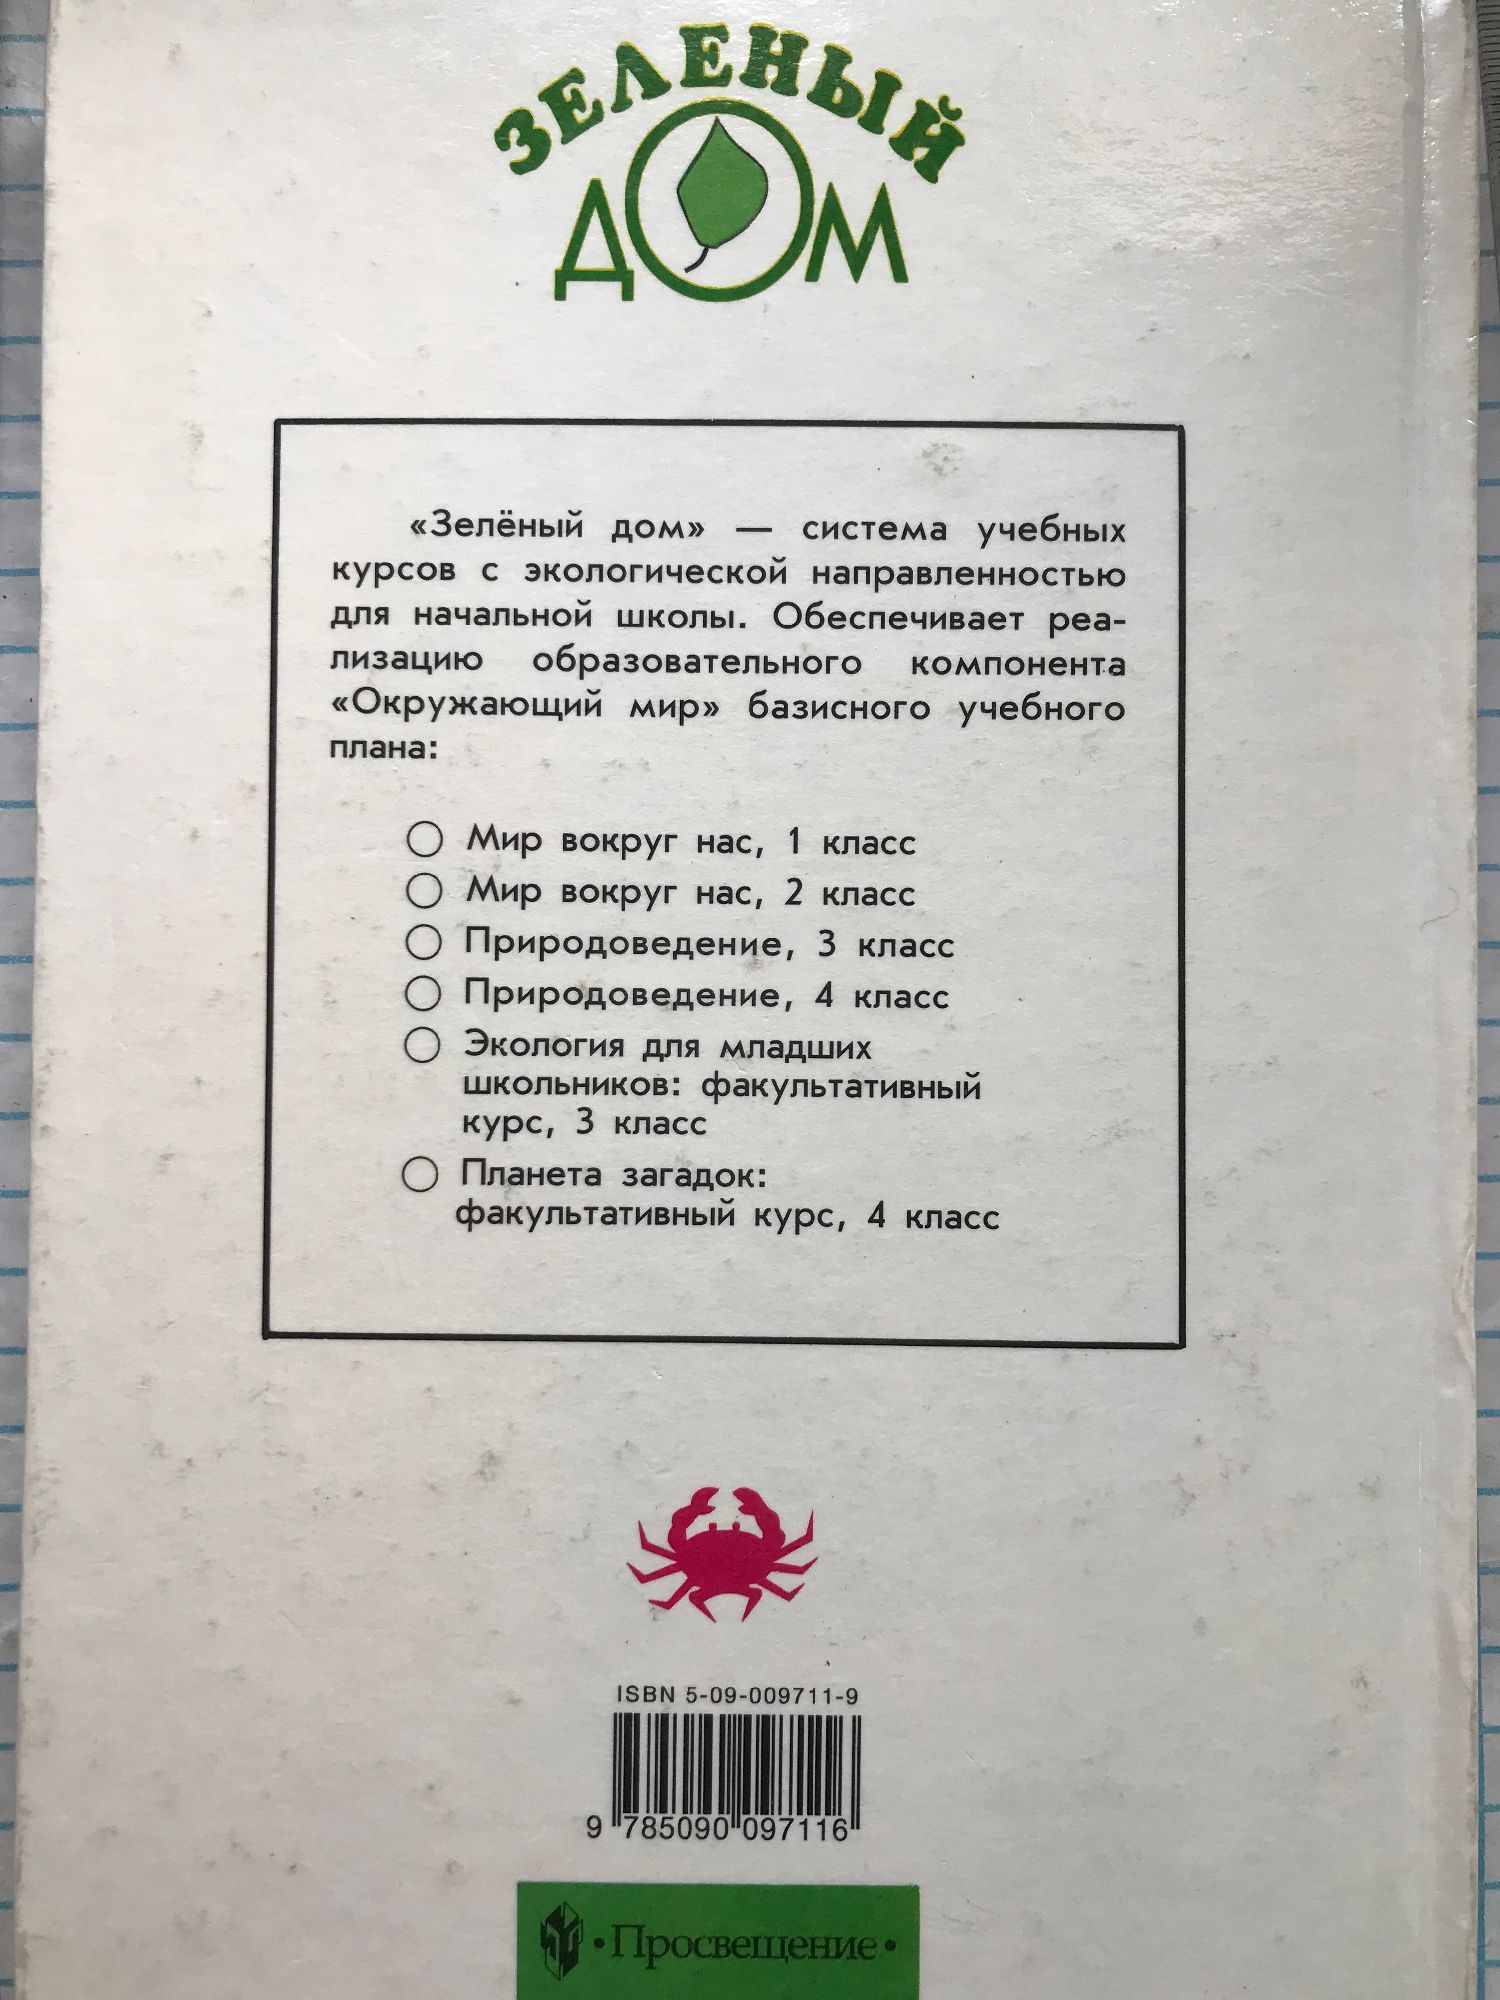 ЗЕЛЕНЫЙ
ДОМ
«Зелёный дом» — система учебных
курсов с экологической направленностью
для начальной школы. Обеспечивает реа-
лизацию образовательного компонента
«Окружающий мир» базисного учебного
плана:
Мир вокруг нас, 1 класс
Мир вокруг нас, 2 класс
Природоведение, 3 класс
Природоведение, 4 класс
Экология для младших
школьников: факультативный
курс, 3 класс
Планета загадок:
факультативный курс, 4 класс
ISBN 5-09-009711-9
9 785090 097116
• Просвещение •